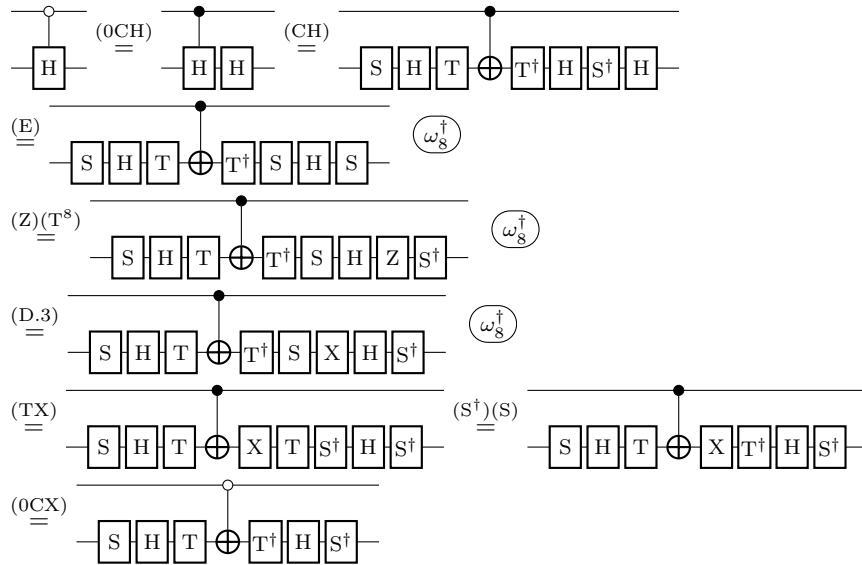 (0CH) = (CH) =
H H H S H T T† H S† H
(E) = ω₈†
S H T T† S H S
(Z)(T⁸) = ω₈†
S H T T† S H Z S†
(D.3) = ω₈†
S H T T† S X H S†
(TX) = (S†)(S) =
S H T X T S† H S† S H T X T† H S†
(0CX) =
S H T T† H S†